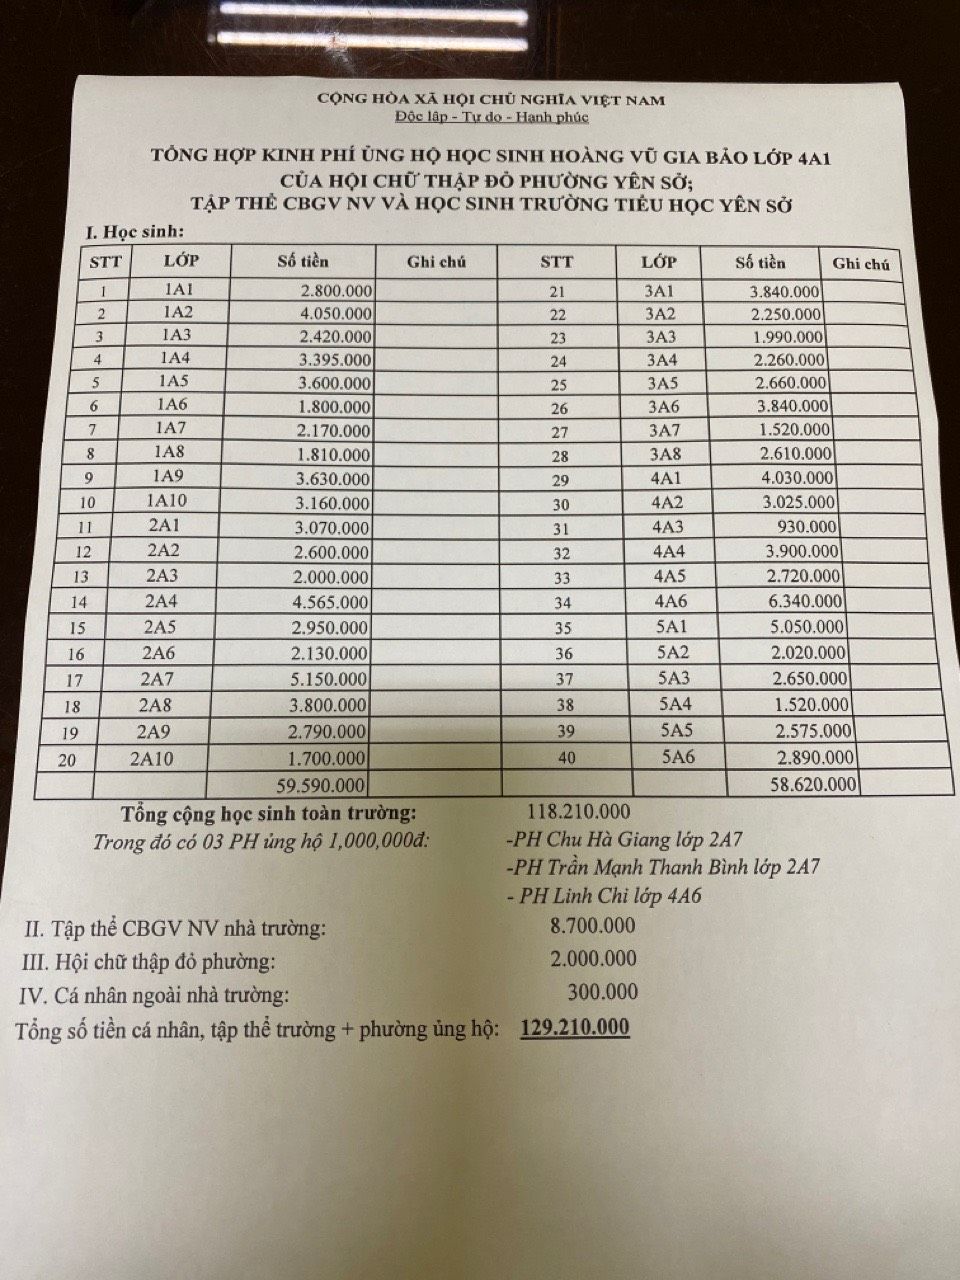 CỘNG HÒA XÃ HỘI CHỦ NGHĨA VIỆT NAM
Độc lập - Tự do - Hạnh phúc
TỔNG HỢP KINH PHÍ ỦNG HỘ HỌC SINH HOÀNG VŨ GIA BẢO LỚP 4A1
CỦA HỘI CHỮ THẬP ĐỎ PHƯỜNG YÊN SỞ;
TẬP THỂ CBGV NV VÀ HỌC SINH TRƯỜNG TIỂU HỌC YÊN SỞ
I. Học sinh:
STT LỚP Số tiền Ghi chú STT LỚP Số tiền Ghi chú
1 1A1 2.800.000 21 3A1 3.840.000
2 1A2 4.050.000 22 3A2 2.250.000
3 1A3 2.420.000 23 3A3 1.990.000
4 1A4 3.395.000 24 3A4 2.260.000
5 1A5 3.600.000 25 3A5 2.660.000
6 1A6 1.800.000 26 3A6 3.840.000
7 1A7 2.170.000 27 3A7 1.520.000
8 1A8 1.810.000 28 3A8 2.610.000
9 1A9 3.630.000 29 4A1 4.030.000
10 1A10 3.160.000 30 4A2 3.025.000
11 2A1 3.070.000 31 4A3 930.000
12 2A2 2.600.000 32 4A4 3.900.000
13 2A3 2.000.000 33 4A5 2.720.000
14 2A4 4.565.000 34 4A6 6.340.000
15 2A5 2.950.000 35 5A1 5.050.000
16 2A6 2.130.000 36 5A2 2.020.000
17 2A7 5.150.000 37 5A3 2.650.000
18 2A8 3.800.000 38 5A4 1.520.000
19 2A9 2.790.000 39 5A5 2.575.000
20 2A10 1.700.000 40 5A6 2.890.000
59.590.000 58.620.000
Tổng cộng học sinh toàn trường: 118.210.000
Trong đó có 03 PH ủng hộ 1,000,000đ: -PH Chu Hà Giang lớp 2A7
-PH Trần Mạnh Thanh Bình lớp 2A7
- PH Linh Chi lớp 4A6
II. Tập thể CBGV NV nhà trường: 8.700.000
III. Hội chữ thập đỏ phường: 2.000.000
IV. Cá nhân ngoài nhà trường: 300.000
Tổng số tiền cá nhân, tập thể trường + phường ủng hộ: 129.210.000